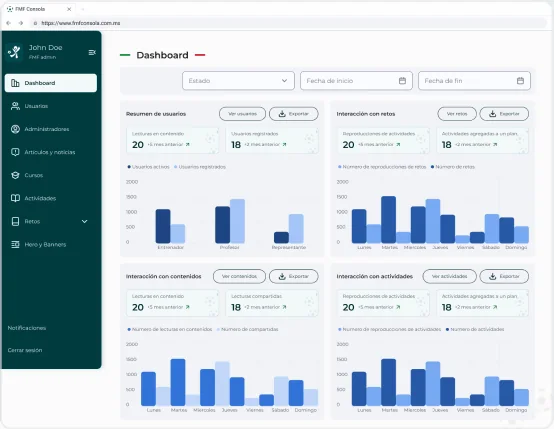 FMF Consola
https://www.fmfconsola.com.mx
John Doe
FMF admin
Dashboard
Usuarios
Administradores
Artículos y noticias
Cursos
Actividades
Retos
Hero y Banners
Notificaciones
Cerrar sesión
Dashboard
Estado
Fecha de inicio
Fecha de fin
Resumen de usuarios
Ver usuarios
Exportar
Lecturas en contenido
20 +5 mes anterior
Usuarios registrados
18 +2 mes anterior
Usuarios activos Usuarios registrados
2000
1500
1000
500
0
Entrenador Profesor Representante
Interacción con retos
Ver retos
Exportar
Reproducciones de actividades
20 +5 mes anterior
Actividades agregadas a un plan
18 +2 mes anterior
Número de reproducciones de retos Número de retos
2000
1500
1000
500
0
Lunes Martes Miércoles Jueves Viernes Sábado Domingo
Interacción con contenidos
Ver contenidos
Exportar
Lecturas en contenido
20 +5 mes anterior
Lecturas compartidas
18 +2 mes anterior
Número de lecturas en contenidos Número de compartidas
2000
1500
1000
500
0
Lunes Martes Miércoles Jueves Viernes Sábado Domingo
Interacción con actividades
Ver actividades
Exportar
Reproducciones de actividades
20 +5 mes anterior
Actividades agregadas a un plan
18 +2 mes anterior
Número de reproducciones de actividades Número de actividades
2000
1500
1000
500
0
Lunes Martes Miércoles Jueves Viernes Sábado Domingo